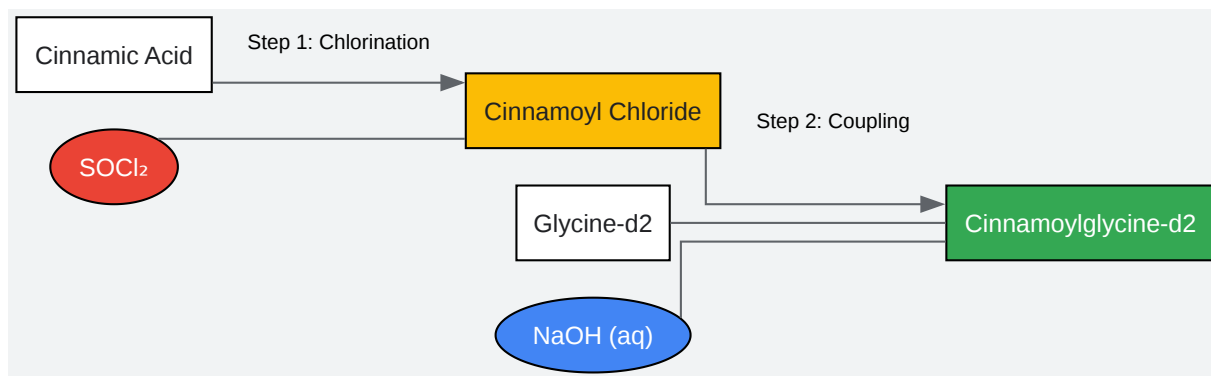 Cinnamic Acid
Step 1: Chlorination
Cinnamoyl Chloride
SOCl₂
Step 2: Coupling
Glycine-d2
Cinnamoylglycine-d2
NaOH (aq)